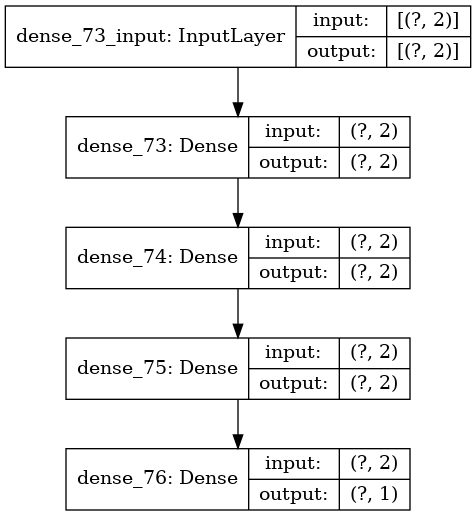 dense_73_input: InputLayer input: [(?, 2)]
output: [(?, 2)]
dense_73: Dense input: (?, 2)
output: (?, 2)
dense_74: Dense input: (?, 2)
output: (?, 2)
dense_75: Dense input: (?, 2)
output: (?, 2)
dense_76: Dense input: (?, 2)
output: (?, 1)